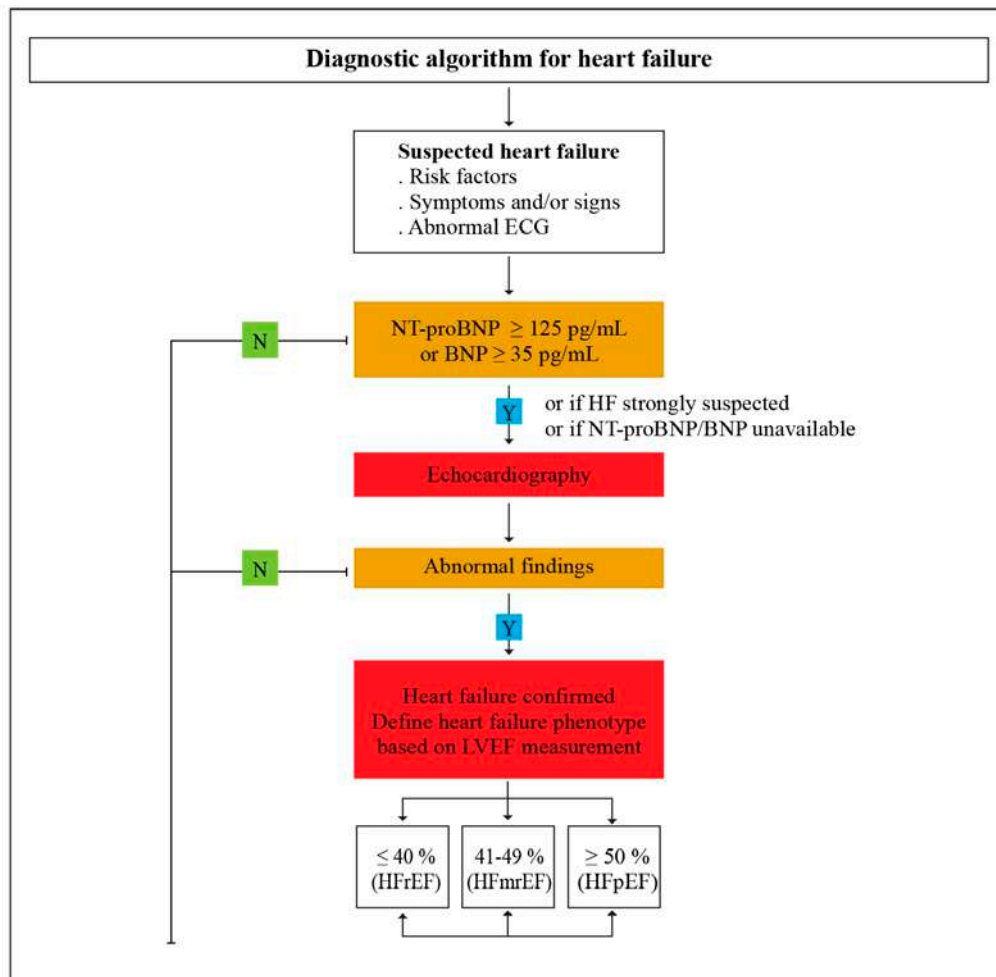 Diagnostic algorithm for heart failure
Suspected heart failure
. Risk factors
. Symptoms and/or signs
. Abnormal ECG
N
NT-proBNP ≥ 125 pg/mL
or BNP ≥ 35 pg/mL
Y
or if HF strongly suspected
or if NT-proBNP/BNP unavailable
Echocardiography
N
Abnormal findings
Y
Heart failure confirmed
Define heart failure phenotype
based on LVEF measurement
≤ 40 %
(HFrEF)
41-49 %
(HFmrEF)
≥ 50 %
(HFpEF)